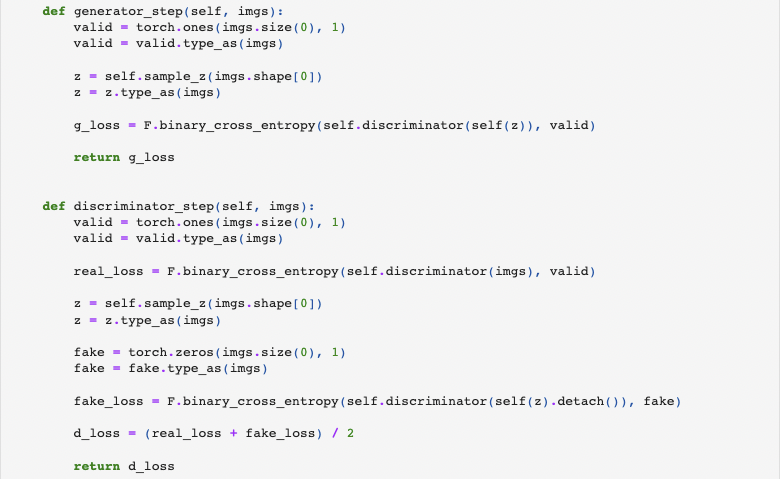 def generator_step(self, imgs):
valid = torch.ones(imgs.size(0), 1)
valid = valid.type_as(imgs)
z = self.sample_z(imgs.shape[0])
z = z.type_as(imgs)
g_loss = F.binary_cross_entropy(self.discriminator(self(z)), valid)
return g_loss
def discriminator_step(self, imgs):
valid = torch.ones(imgs.size(0), 1)
valid = valid.type_as(imgs)
real_loss = F.binary_cross_entropy(self.discriminator(imgs), valid)
z = self.sample_z(imgs.shape[0])
z = z.type_as(imgs)
fake = torch.zeros(imgs.size(0), 1)
fake = fake.type_as(imgs)
fake_loss = F.binary_cross_entropy(self.discriminator(self(z).detach()), fake)
d_loss = (real_loss + fake_loss) / 2
return d_loss